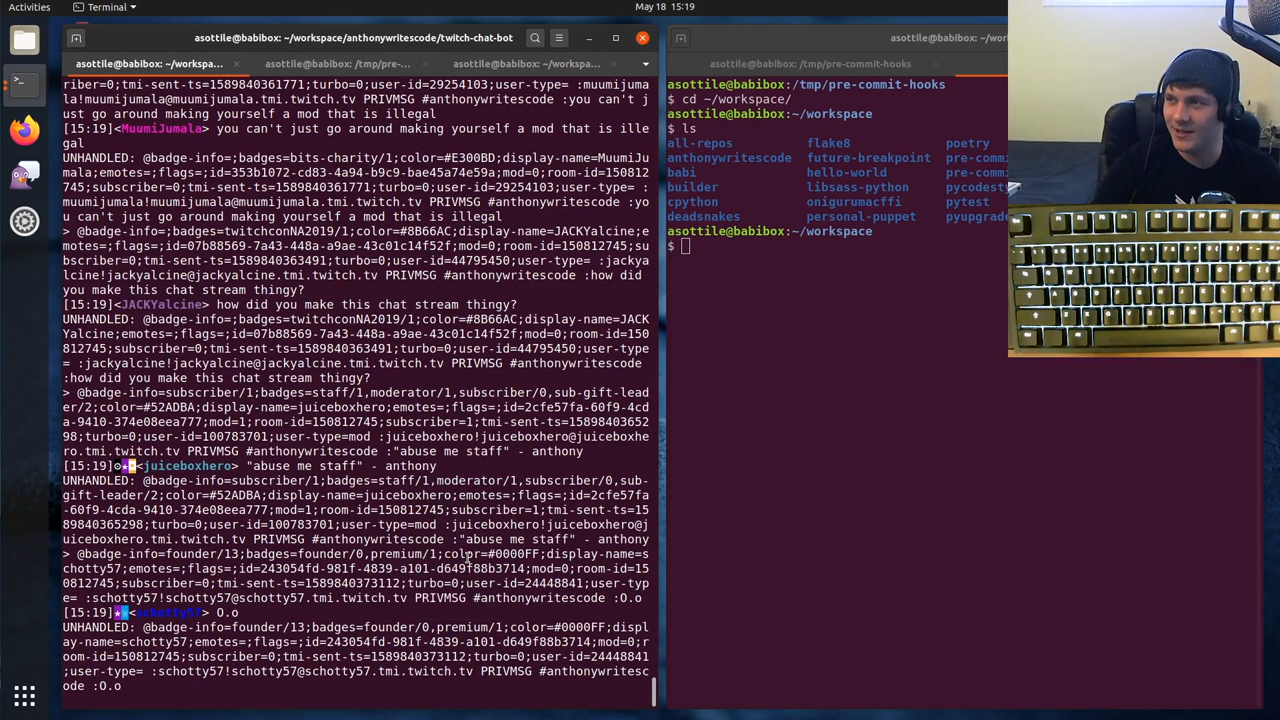 Activities
Terminal
May 18 15:19
asottile@babibox: ~/workspace/anthonywritescode/twitch-chat-bot
asottile@babibox: ~/workspa...
asottile@babibox: /tmp/pre-...
asottile@babibox: ~/workspa...
riber=0;tmi-sent-ts=1589840361771;turbo=0;user-id=29254103;user-type= :muumijum
ala!muumijumala@muumijumala.tmi.twitch.tv PRIVMSG #anthonywritescode :you can't j
ust go around making yourself a mod that is illegal
[15:19]<MuumiJumala> you can't just go around making yourself a mod that is ille
gal
UNHANDLED: @badge-info=;badges=bits-charity/1;color=#E300BD;display-name=MuumiJu
mala;emotes=;flags=;id=353b1072-cd83-4a94-b9c9-bae45a74e59a;mod=0;room-id=150812
745;subscriber=0;tmi-sent-ts=1589840361771;turbo=0;user-id=29254103;user-type= :
muumijumala!muumijumala@muumijumala.tmi.twitch.tv PRIVMSG #anthonywritescode :yo
u can't just go around making yourself a mod that is illegal
> @badge-info=;badges=twitchconNA2019/1;color=#8B66AC;display-name=JACKYalcine;e
motes=;flags=;id=07b88569-7a43-448a-a9ae-43c01c14f52f;mod=0;room-id=150812745;su
bscriber=0;tmi-sent-ts=1589840363491;turbo=0;user-id=44795450;user-type= :jackya
lcine!jackyalcine@jackyalcine.tmi.twitch.tv PRIVMSG #anthonywritescode :how did
you make this chat stream thingy?
[15:19]<JACKYalcine> how did you make this chat stream thingy?
UNHANDLED: @badge-info=;badges=twitchconNA2019/1;color=#8B66AC;display-name=JACK
Yalcine;emotes=;flags=;id=07b88569-7a43-448a-a9ae-43c01c14f52f;mod=0;room-id=150
812745;subscriber=0;tmi-sent-ts=1589840363491;turbo=0;user-id=44795450;user-type
= :jackyalcine!jackyalcine@jackyalcine.tmi.twitch.tv PRIVMSG #anthonywritescode
:how did you make this chat stream thingy?
> @badge-info=subscriber/1;badges=staff/1,moderator/1,subscriber/0,sub-gift-lead
er/2;color=#52ADBA;display-name=juiceboxhero;emotes=;flags=;id=2cfe57fa-60f9-4cd
a-9410-374e08eea777;mod=1;room-id=150812745;subscriber=1;tmi-sent-ts=15898403652
98;turbo=0;user-id=100783701;user-type=mod :juiceboxhero!juiceboxhero@juiceboxhe
ro.tmi.twitch.tv PRIVMSG #anthonywritescode :"abuse me staff" - anthony
[15:19]<juiceboxhero> "abuse me staff" - anthony
UNHANDLED: @badge-info=subscriber/1;badges=staff/1,moderator/1,subscriber/0,sub-
gift-leader/2;color=#52ADBA;display-name=juiceboxhero;emotes=;flags=;id=2cfe57fa
-60f9-4cda-9410-374e08eea777;mod=1;room-id=150812745;subscriber=1;tmi-sent-ts=15
89840365298;turbo=0;user-id=100783701;user-type=mod :juiceboxhero!juiceboxhero@j
uiceboxhero.tmi.twitch.tv PRIVMSG #anthonywritescode :"abuse me staff" - anthony
> @badge-info=founder/13;badges=founder/0,premium/1;color=#0000FF;display-name=s
chotty57;emotes=;flags=;id=243054fd-981f-4839-a101-d649f88b3714;mod=0;room-id=15
0812745;subscriber=0;tmi-sent-ts=1589840373112;turbo=0;user-id=24448841;user-typ
e= :schotty57!schotty57@schotty57.tmi.twitch.tv PRIVMSG #anthonywritescode :O.o
[15:19]<schotty57> O.o
UNHANDLED: @badge-info=founder/13;badges=founder/0,premium/1;color=#0000FF;displ
ay-name=schotty57;emotes=;flags=;id=243054fd-981f-4839-a101-d649f88b3714;mod=0;r
oom-id=150812745;subscriber=0;tmi-sent-ts=1589840373112;turbo=0;user-id=24448841
;user-type= :schotty57!schotty57@schotty57.tmi.twitch.tv PRIVMSG #anthonywritesc
ode :O.o
asottile@babibox: ~/wo
asottile@babibox: /tmp/pre-commit-hooks
asottile@babibox:/tmp/pre-commit-hooks
$ cd ~/workspace/
asottile@babibox:~/workspace
$ ls
all-repos flake8 poetry
anthonywritescode future-breakpoint pre-commi
babi hello-world pre-commi
builder libsass-python pycodesty
cpython onigurumacffi pytest
deadsnakes personal-puppet pyupgrade
asottile@babibox:~/workspace
$